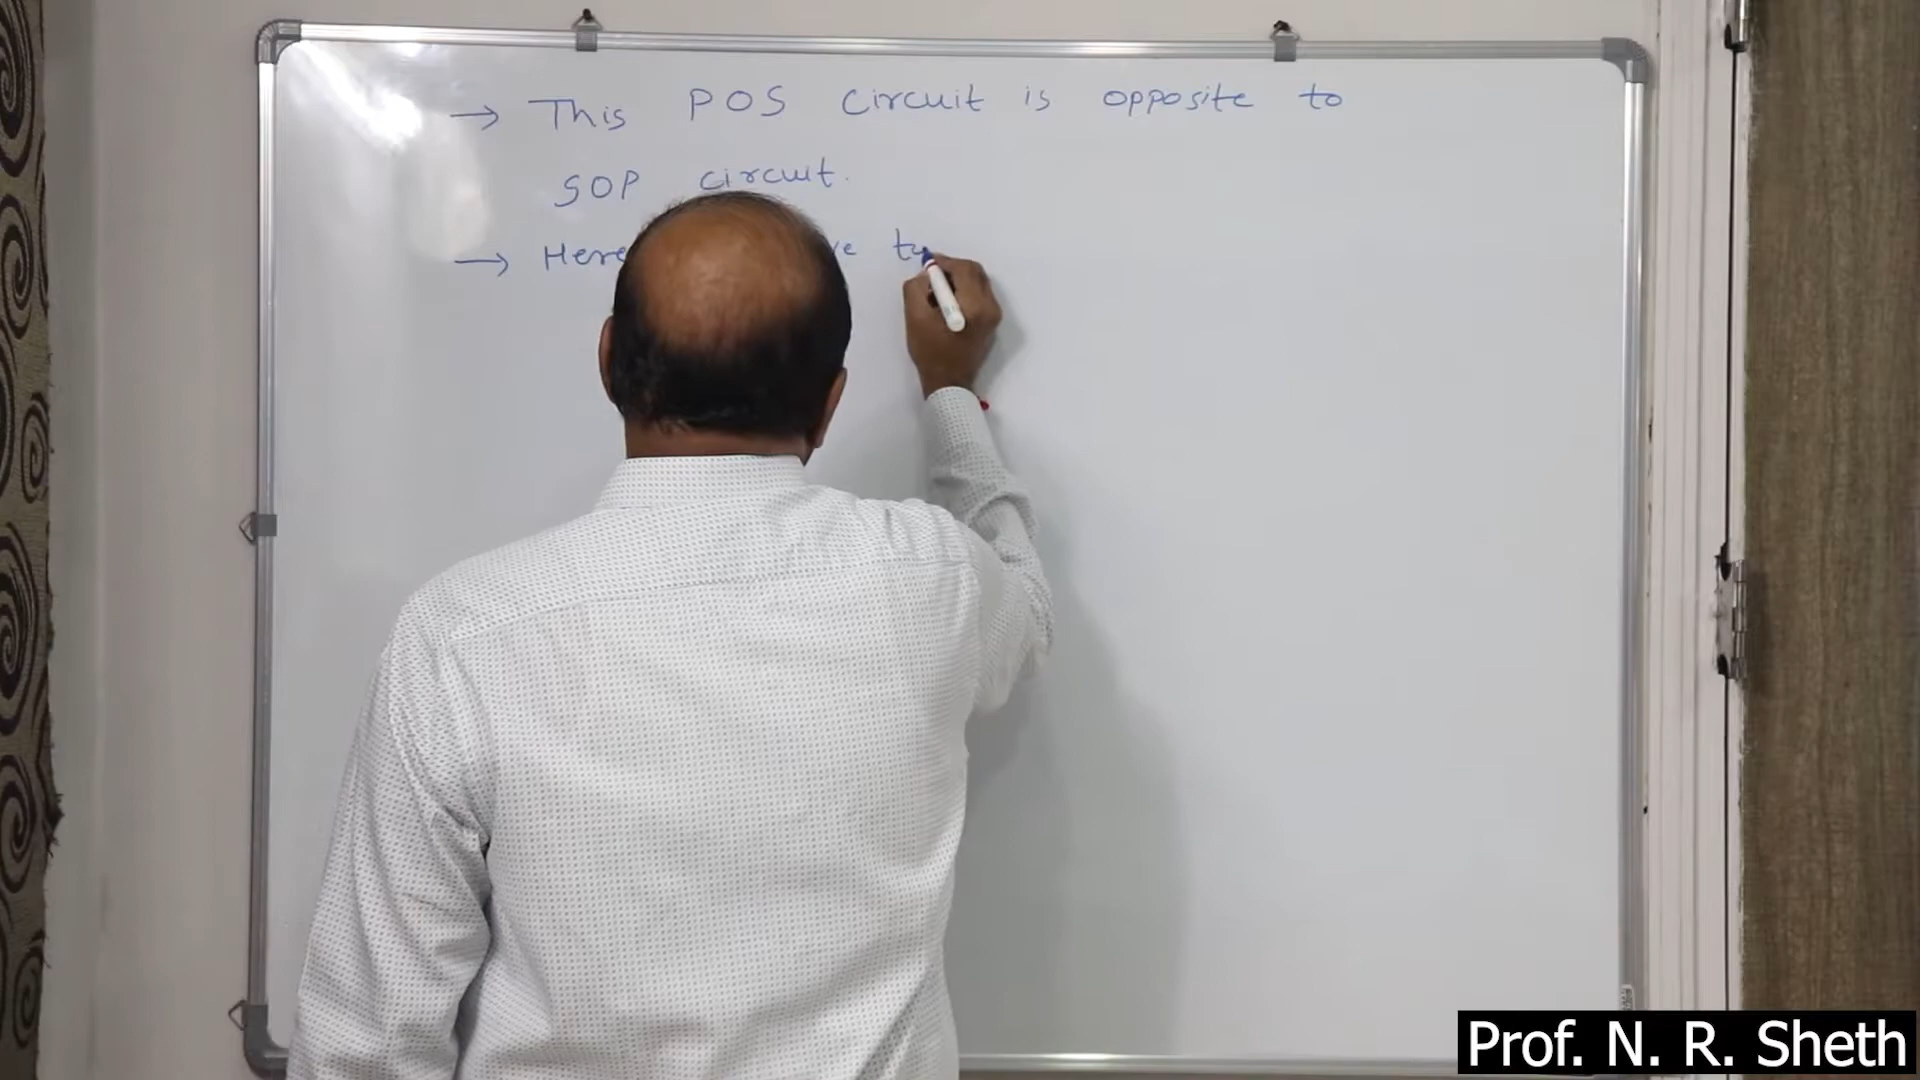 → This POS Circuit is opposite to
SOP circuit.
→ Here
Prof. N. R. Sheth